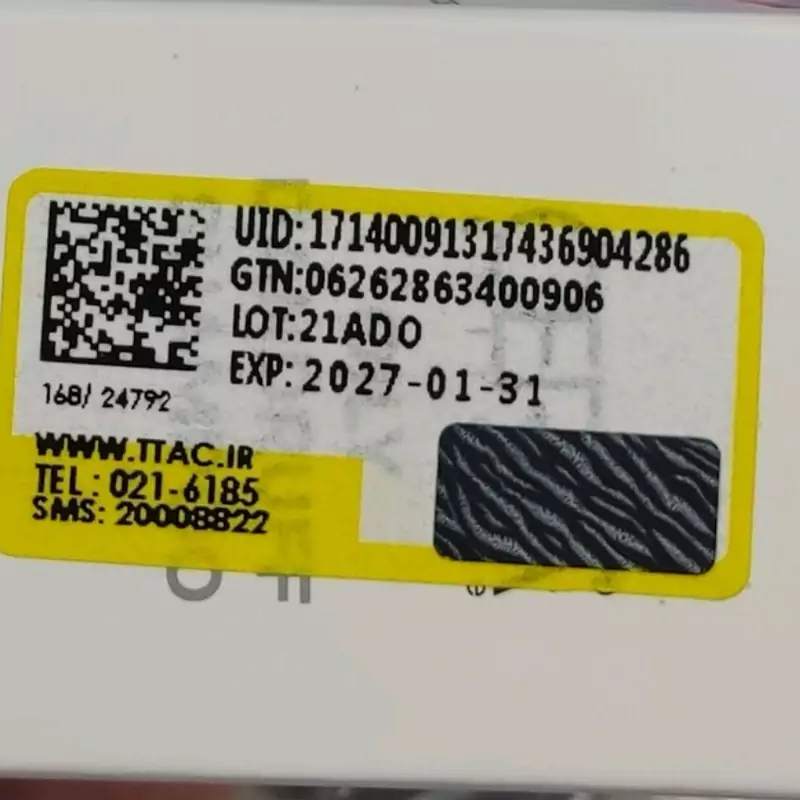 UID:17140091317436904286
GTN:06262863400906
LOT:21ADO
EXP: 2027-01-31
168/ 24792
WWW.TTAC.IR
TEL: 021-6185
SMS: 20008822